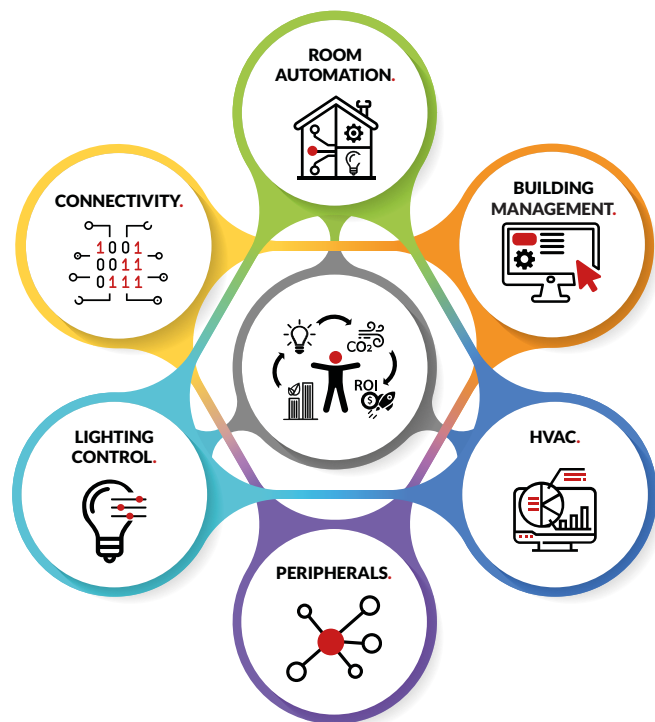 ROOM
AUTOMATION.
CONNECTIVITY.
1001
0011
0111
BUILDING
MANAGEMENT.
CO2
ROI
$
LIGHTING
CONTROL.
HVAC.
PERIPHERALS.